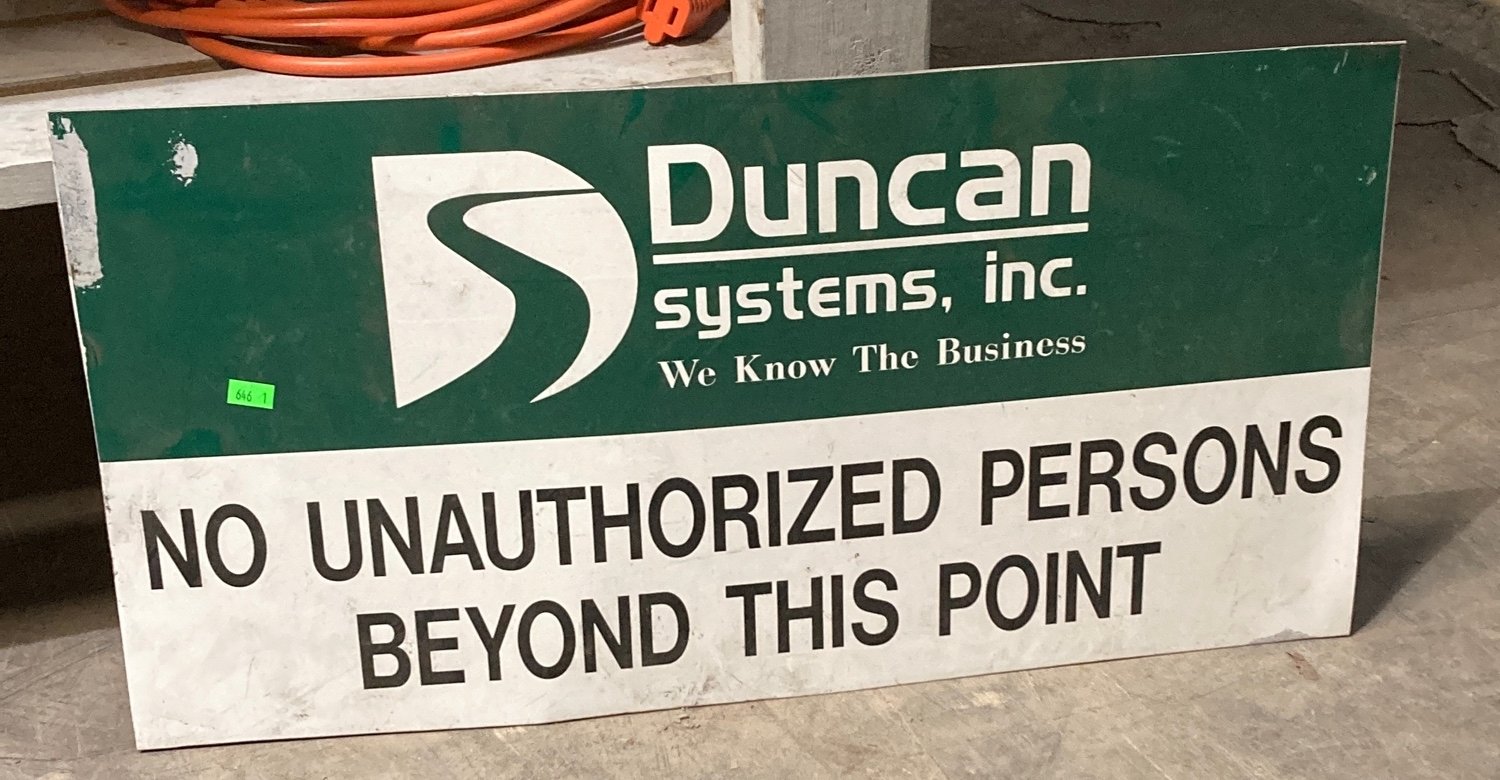 Duncan
systems, inc.
We Know The Business
646 1
NO UNAUTHORIZED PERSONS
BEYOND THIS POINT